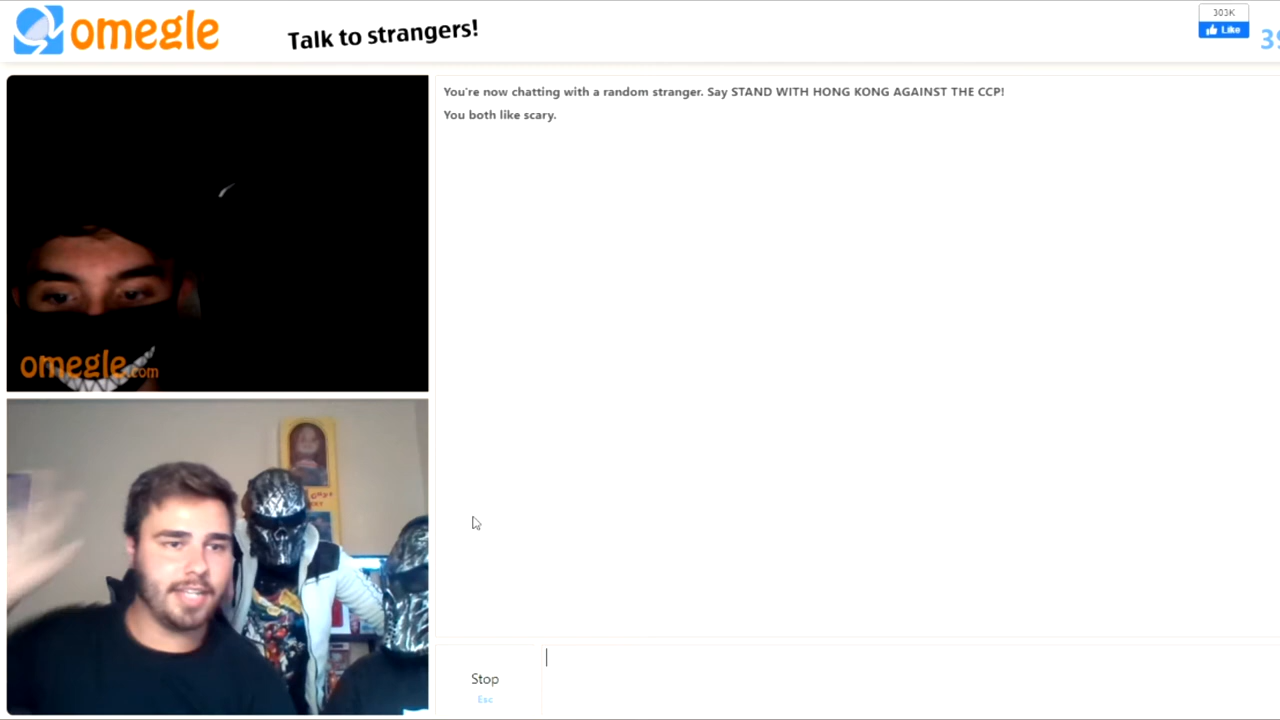 omegle
Talk to strangers!
303K
Like
39
You're now chatting with a random stranger. Say STAND WITH HONG KONG AGAINST THE CCP!
You both like scary.
omegle.com
Stop
Esc